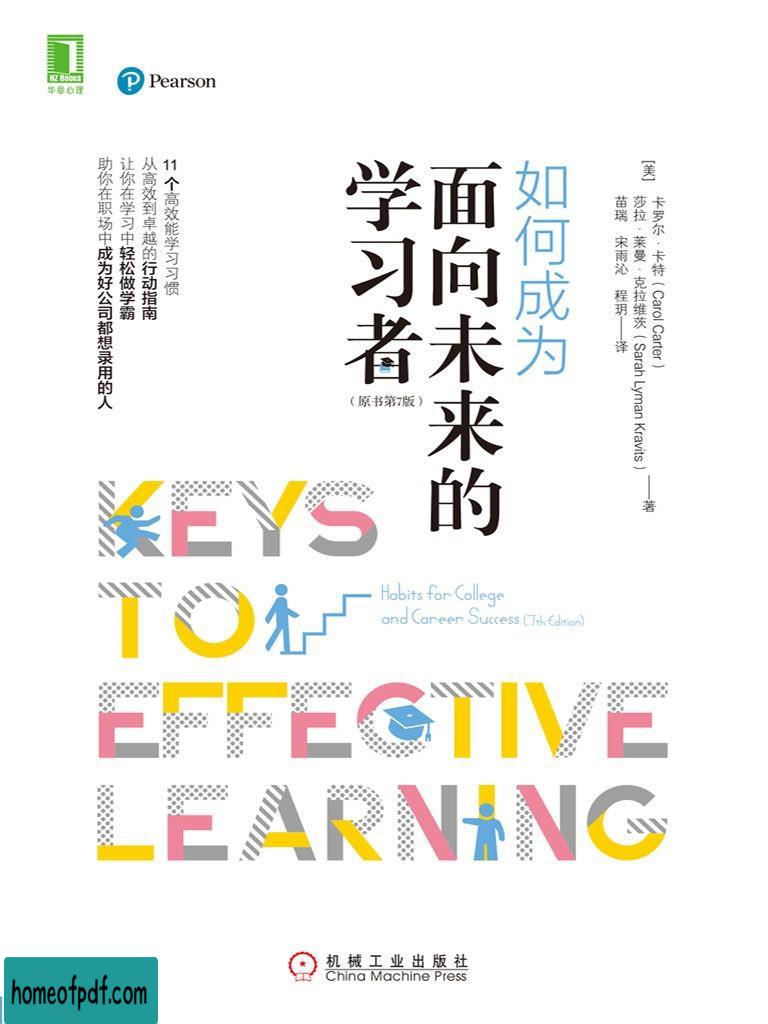 HZ Books
华章心理
Pearson
[美]
卡罗尔·卡特（Carol Carter）
莎拉·莱曼·克拉维茨（Sarah Lyman Kravits）
——著
苗瑞 宋雨沁 程玥——译
如何成为
面向未来的
学习者
（原书第7版）
11个高效能学习习惯
从高效到卓越的行动指南
让你在学习中轻松做学霸
助你在职场中成为好公司都想录用的人
KEYS
TO
Habits for College
and Career Success (7th Edition)
EFFECTIVE
LEARNING
机械工业出版社
China Machine Press
homeofpdf.com